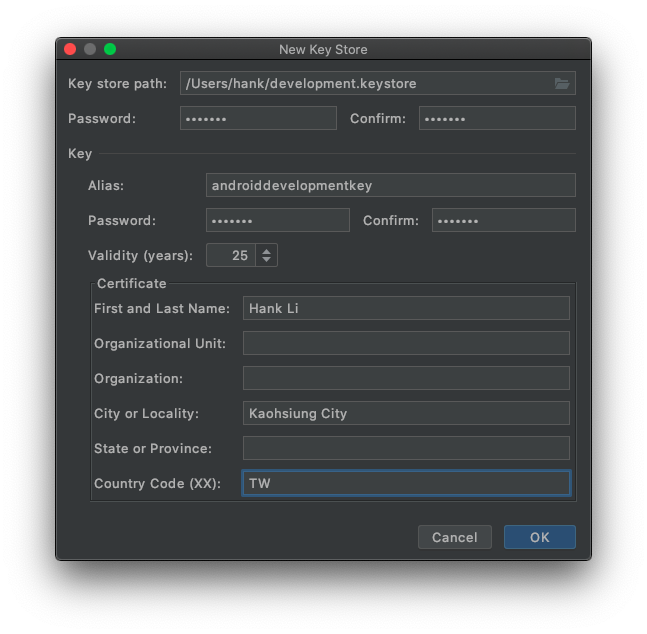 New Key Store
Key store path: /Users/hank/development.keystore
Password: ••••••• Confirm: •••••••
Key
Alias: androiddevelopmentkey
Password: ••••••• Confirm: •••••••
Validity (years): 25
Certificate
First and Last Name: Hank Li
Organizational Unit:
Organization:
City or Locality: Kaohsiung City
State or Province:
Country Code (XX): TW
Cancel OK